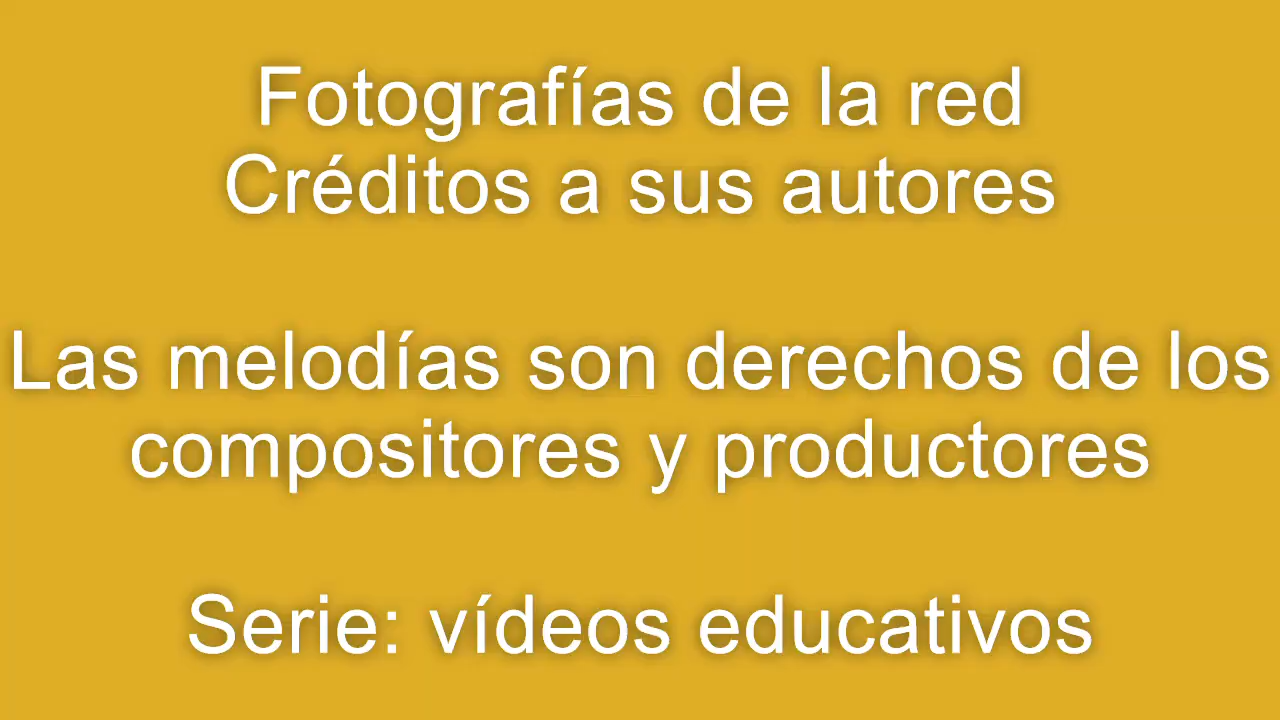 Fotografías de la red
Créditos a sus autores
Las melodías son derechos de los
compositores y productores
Serie: vídeos educativos